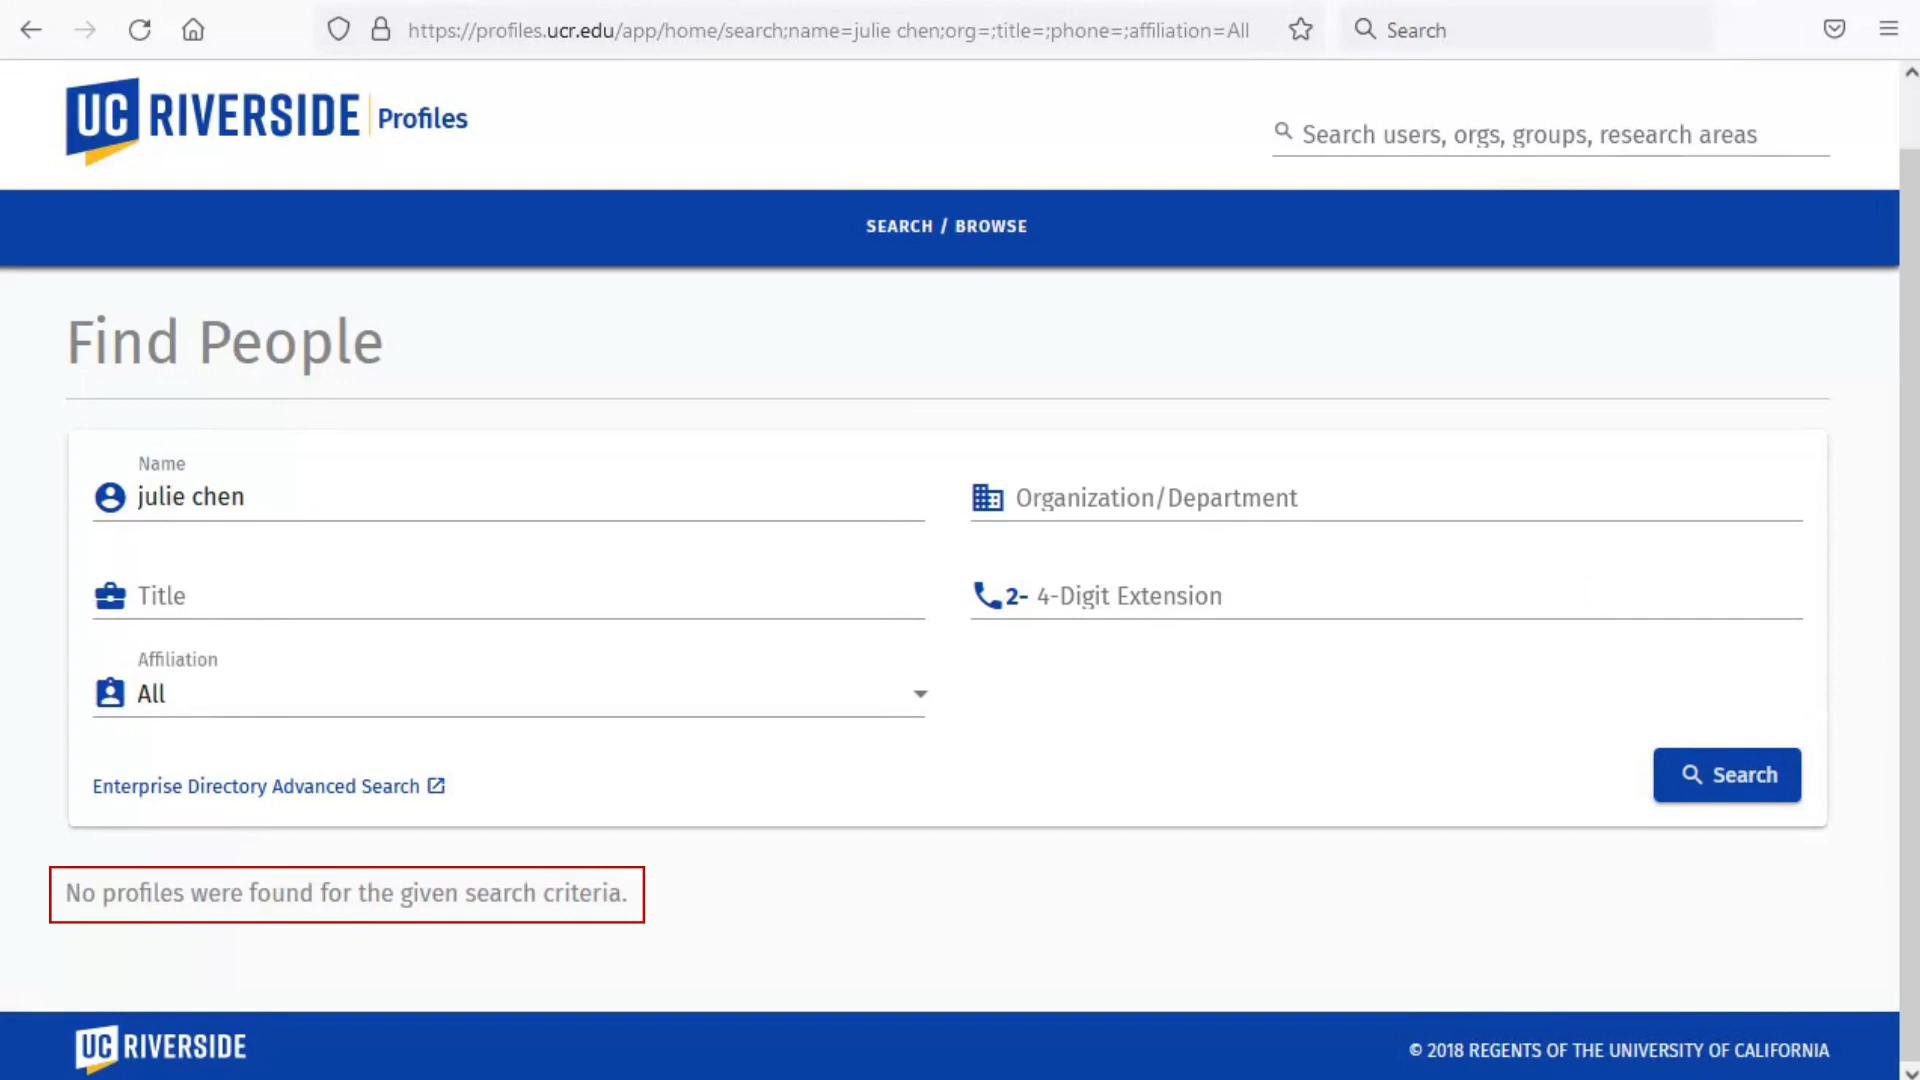 https://profiles.ucr.edu/app/home/search;name=julie chen;org=;title=;phone=;affiliation=All
Search
UC RIVERSIDE Profiles
Search users, orgs, groups, research areas
SEARCH / BROWSE
Find People
Name
julie chen
Organization/Department
Title
2- 4-Digit Extension
Affiliation
All
Enterprise Directory Advanced Search
Search
No profiles were found for the given search criteria.
UC RIVERSIDE
© 2018 REGENTS OF THE UNIVERSITY OF CALIFORNIA